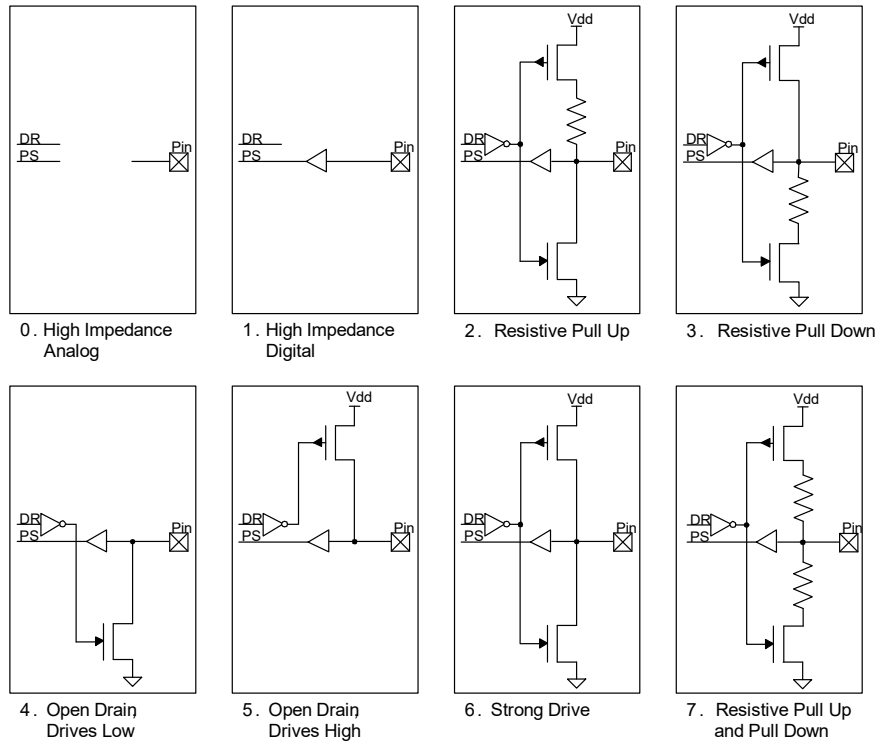 Vdd
Vdd
DR
PS
Pin
DR
PS
Pin
DR
PS
Pin
DR
PS
Pin
0. High Impedance
Analog
1. High Impedance
Digital
2. Resistive Pull Up
3. Resistive Pull Down
Vdd
Vdd
Vdd
DR
PS
Pin
DR
PS
Pin
DR
PS
Pin
DR
PS
Pin
4. Open Drain,
Drives Low
5. Open Drain,
Drives High
6. Strong Drive
7. Resistive Pull Up
and Pull Down